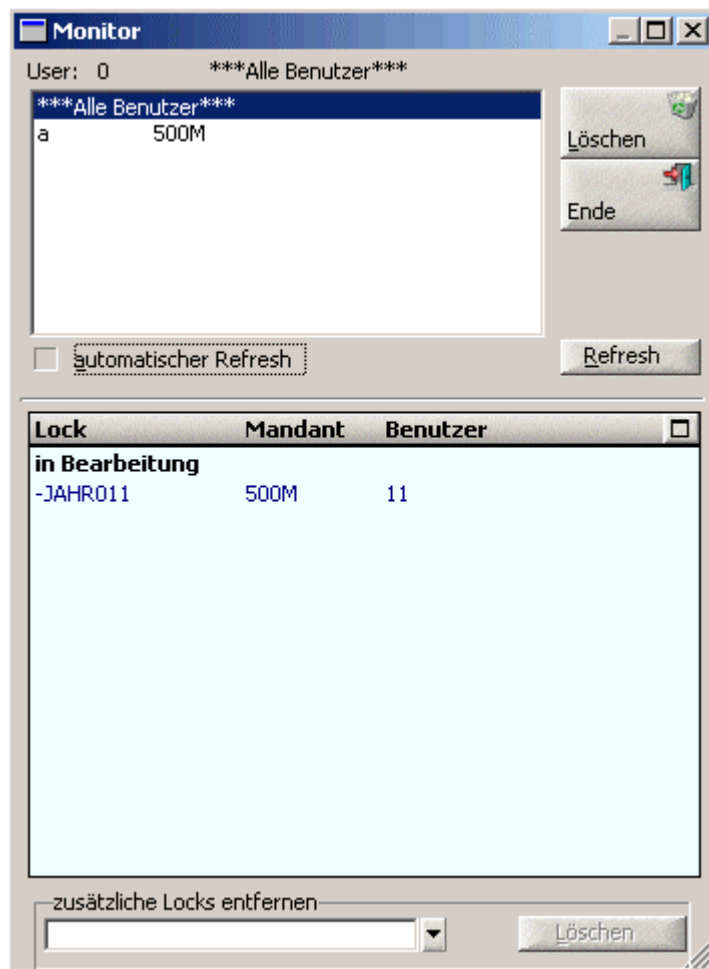 Monitor
User: 0 ***Alle Benutzer***
***Alle Benutzer***
a 500M
Löschen
Ende
automatischer Refresh
Refresh
Lock Mandant Benutzer
in Bearbeitung
-JAHR011 500M 11
zusätzliche Locks entfernen
Löschen